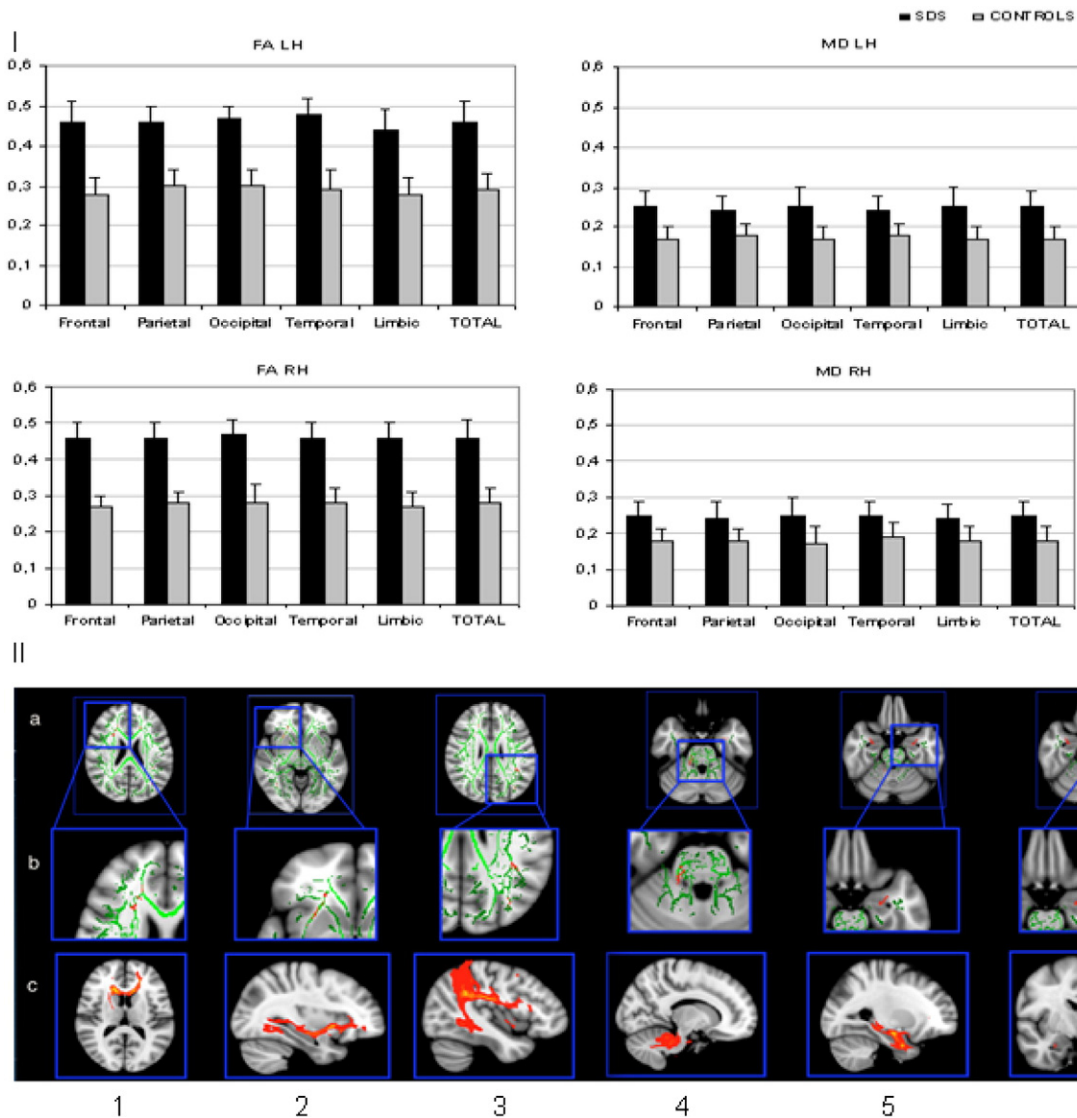 SDS CONTROLS
I
FA LH
0,6
0,5
0,4
0,3
0,2
0,1
0
Frontal Parietal Occipital Temporal Limbic TOTAL
MD LH
0,6
0,5
0,4
0,3
0,2
0,1
0
Frontal Parietal Occipital Temporal Limbic TOTAL
FA RH
0,6
0,5
0,4
0,3
0,2
0,1
0
Frontal Parietal Occipital Temporal Limbic TOTAL
MD RH
0,6
0,5
0,4
0,3
0,2
0,1
0
Frontal Parietal Occipital Temporal Limbic TOTAL
II
a
b
c
1 2 3 4 5